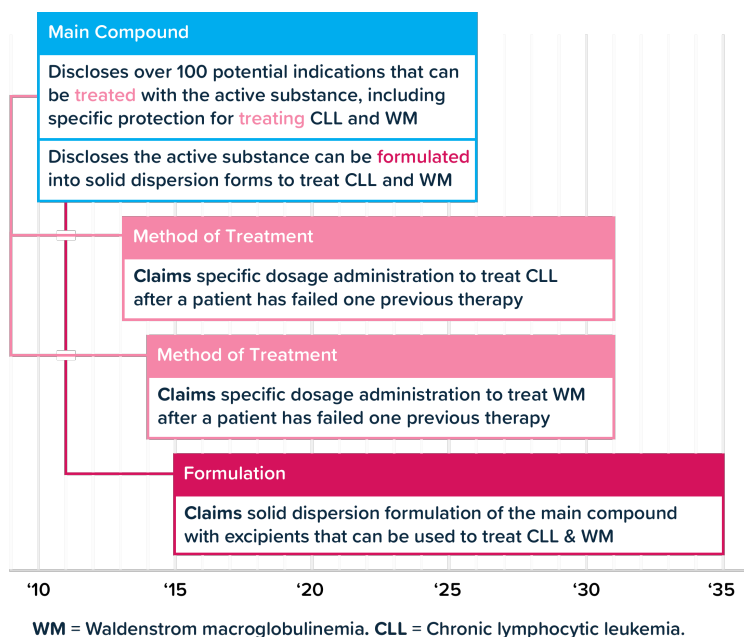 Main Compound
Discloses over 100 potential indications that can
be treated with the active substance, including
specific protection for treating CLL and WM
Discloses the active substance can be formulated
into solid dispersion forms to treat CLL and WM
Method of Treatment
Claims specific dosage administration to treat CLL
after a patient has failed one previous therapy
Method of Treatment
Claims specific dosage administration to treat WM
after a patient has failed one previous therapy
Formulation
Claims solid dispersion formulation of the main compound
with excipients that can be used to treat CLL & WM
‘10 ‘15 ‘20 ‘25 ‘30 ‘35
WM = Waldenstrom macroglobulinemia. CLL = Chronic lymphocytic leukemia.